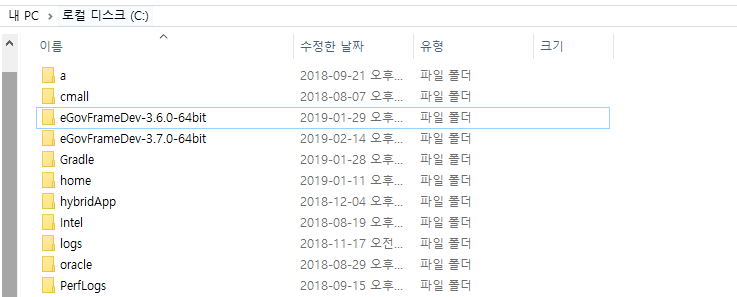 내 PC > 로컬 디스크 (C:)
이름 수정한 날짜 유형 크기
a 2018-09-21 오후... 파일 폴더
cmall 2018-08-07 오후... 파일 폴더
eGovFrameDev-3.6.0-64bit 2019-01-29 오후... 파일 폴더
eGovFrameDev-3.7.0-64bit 2019-02-14 오후... 파일 폴더
Gradle 2019-01-28 오후... 파일 폴더
home 2019-01-11 오후... 파일 폴더
hybridApp 2018-12-04 오후... 파일 폴더
Intel 2018-08-19 오후... 파일 폴더
logs 2018-11-17 오전... 파일 폴더
oracle 2018-08-29 오후... 파일 폴더
PerfLogs 2018-09-15 오후... 파일 폴더